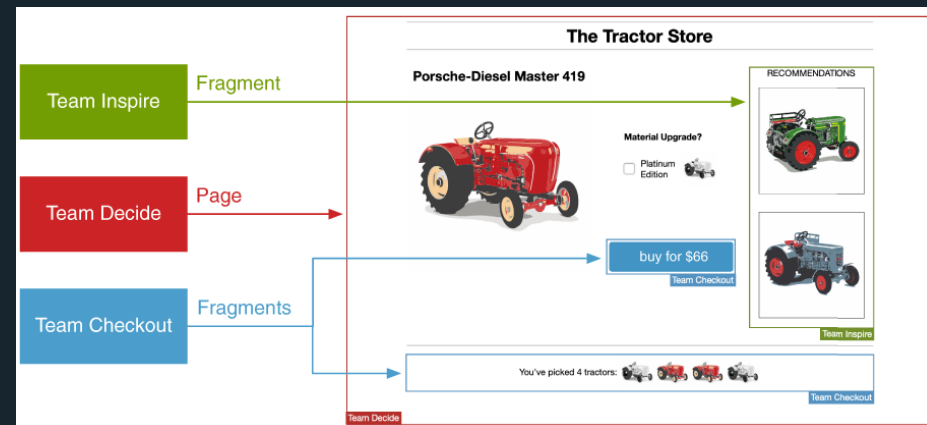 The Tractor Store
Team Inspire
Fragment
Porsche-Diesel Master 419
RECOMMENDATIONS
Material Upgrade?
Platinum
Edition
Team Decide
Page
buy for $66
Team Checkout
Team Checkout
Fragments
Team Inspire
You've picked 4 tractors:
Team Checkout
Team Decide